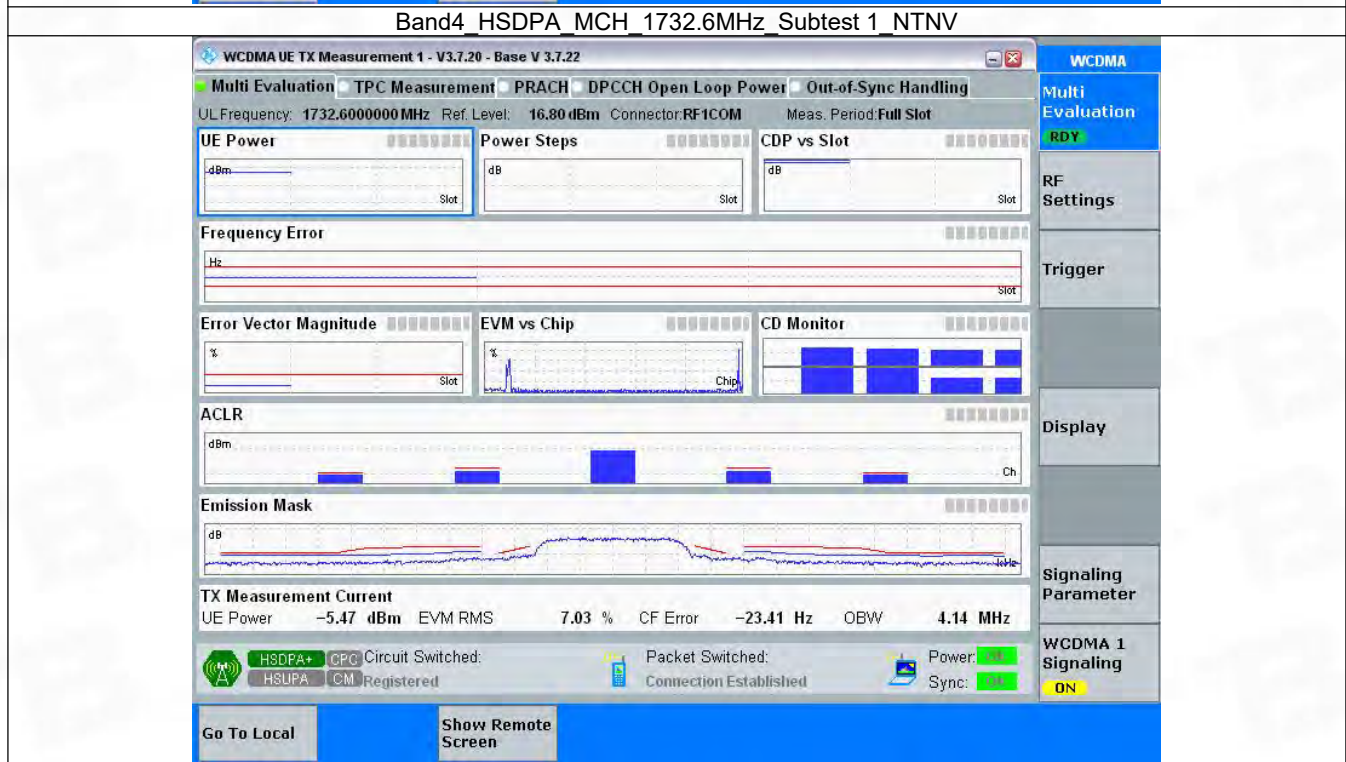 Band4_HSDPA_MCH_1732.6MHz_Subtest 1_NTNV
WCDMA UE TX Measurement 1 - V3.7.20 - Base V 3.7.22
WCDMA
Multi Evaluation TPC Measurement PRACH DPCCH Open Loop Power Out-of-Sync Handling
Multi
Evaluation
RDY
UL Frequency: 1732.6000000 MHz Ref. Level: 16.80 dBm Connector:RF1COM Meas. Period:Full Slot
UE Power Power Steps CDP vs Slot
dBm dB dB
Slot Slot Slot
RF
Settings
Frequency Error
Hz
Slot
Trigger
Error Vector Magnitude EVM vs Chip CD Monitor
% %
Slot Chip
ACLR
dBm
Ch
Display
Emission Mask
dB
kHz
TX Measurement Current
UE Power -5.47 dBm EVM RMS 7.03 % CF Error -23.41 Hz OBW 4.14 MHz
Signaling
Parameter
HSDPA+ CPC Circuit Switched: Packet Switched: Power:
HSUPA CM Registered Connection Established Sync:
WCDMA 1
Signaling
ON
Go To Local
Show Remote
Screen